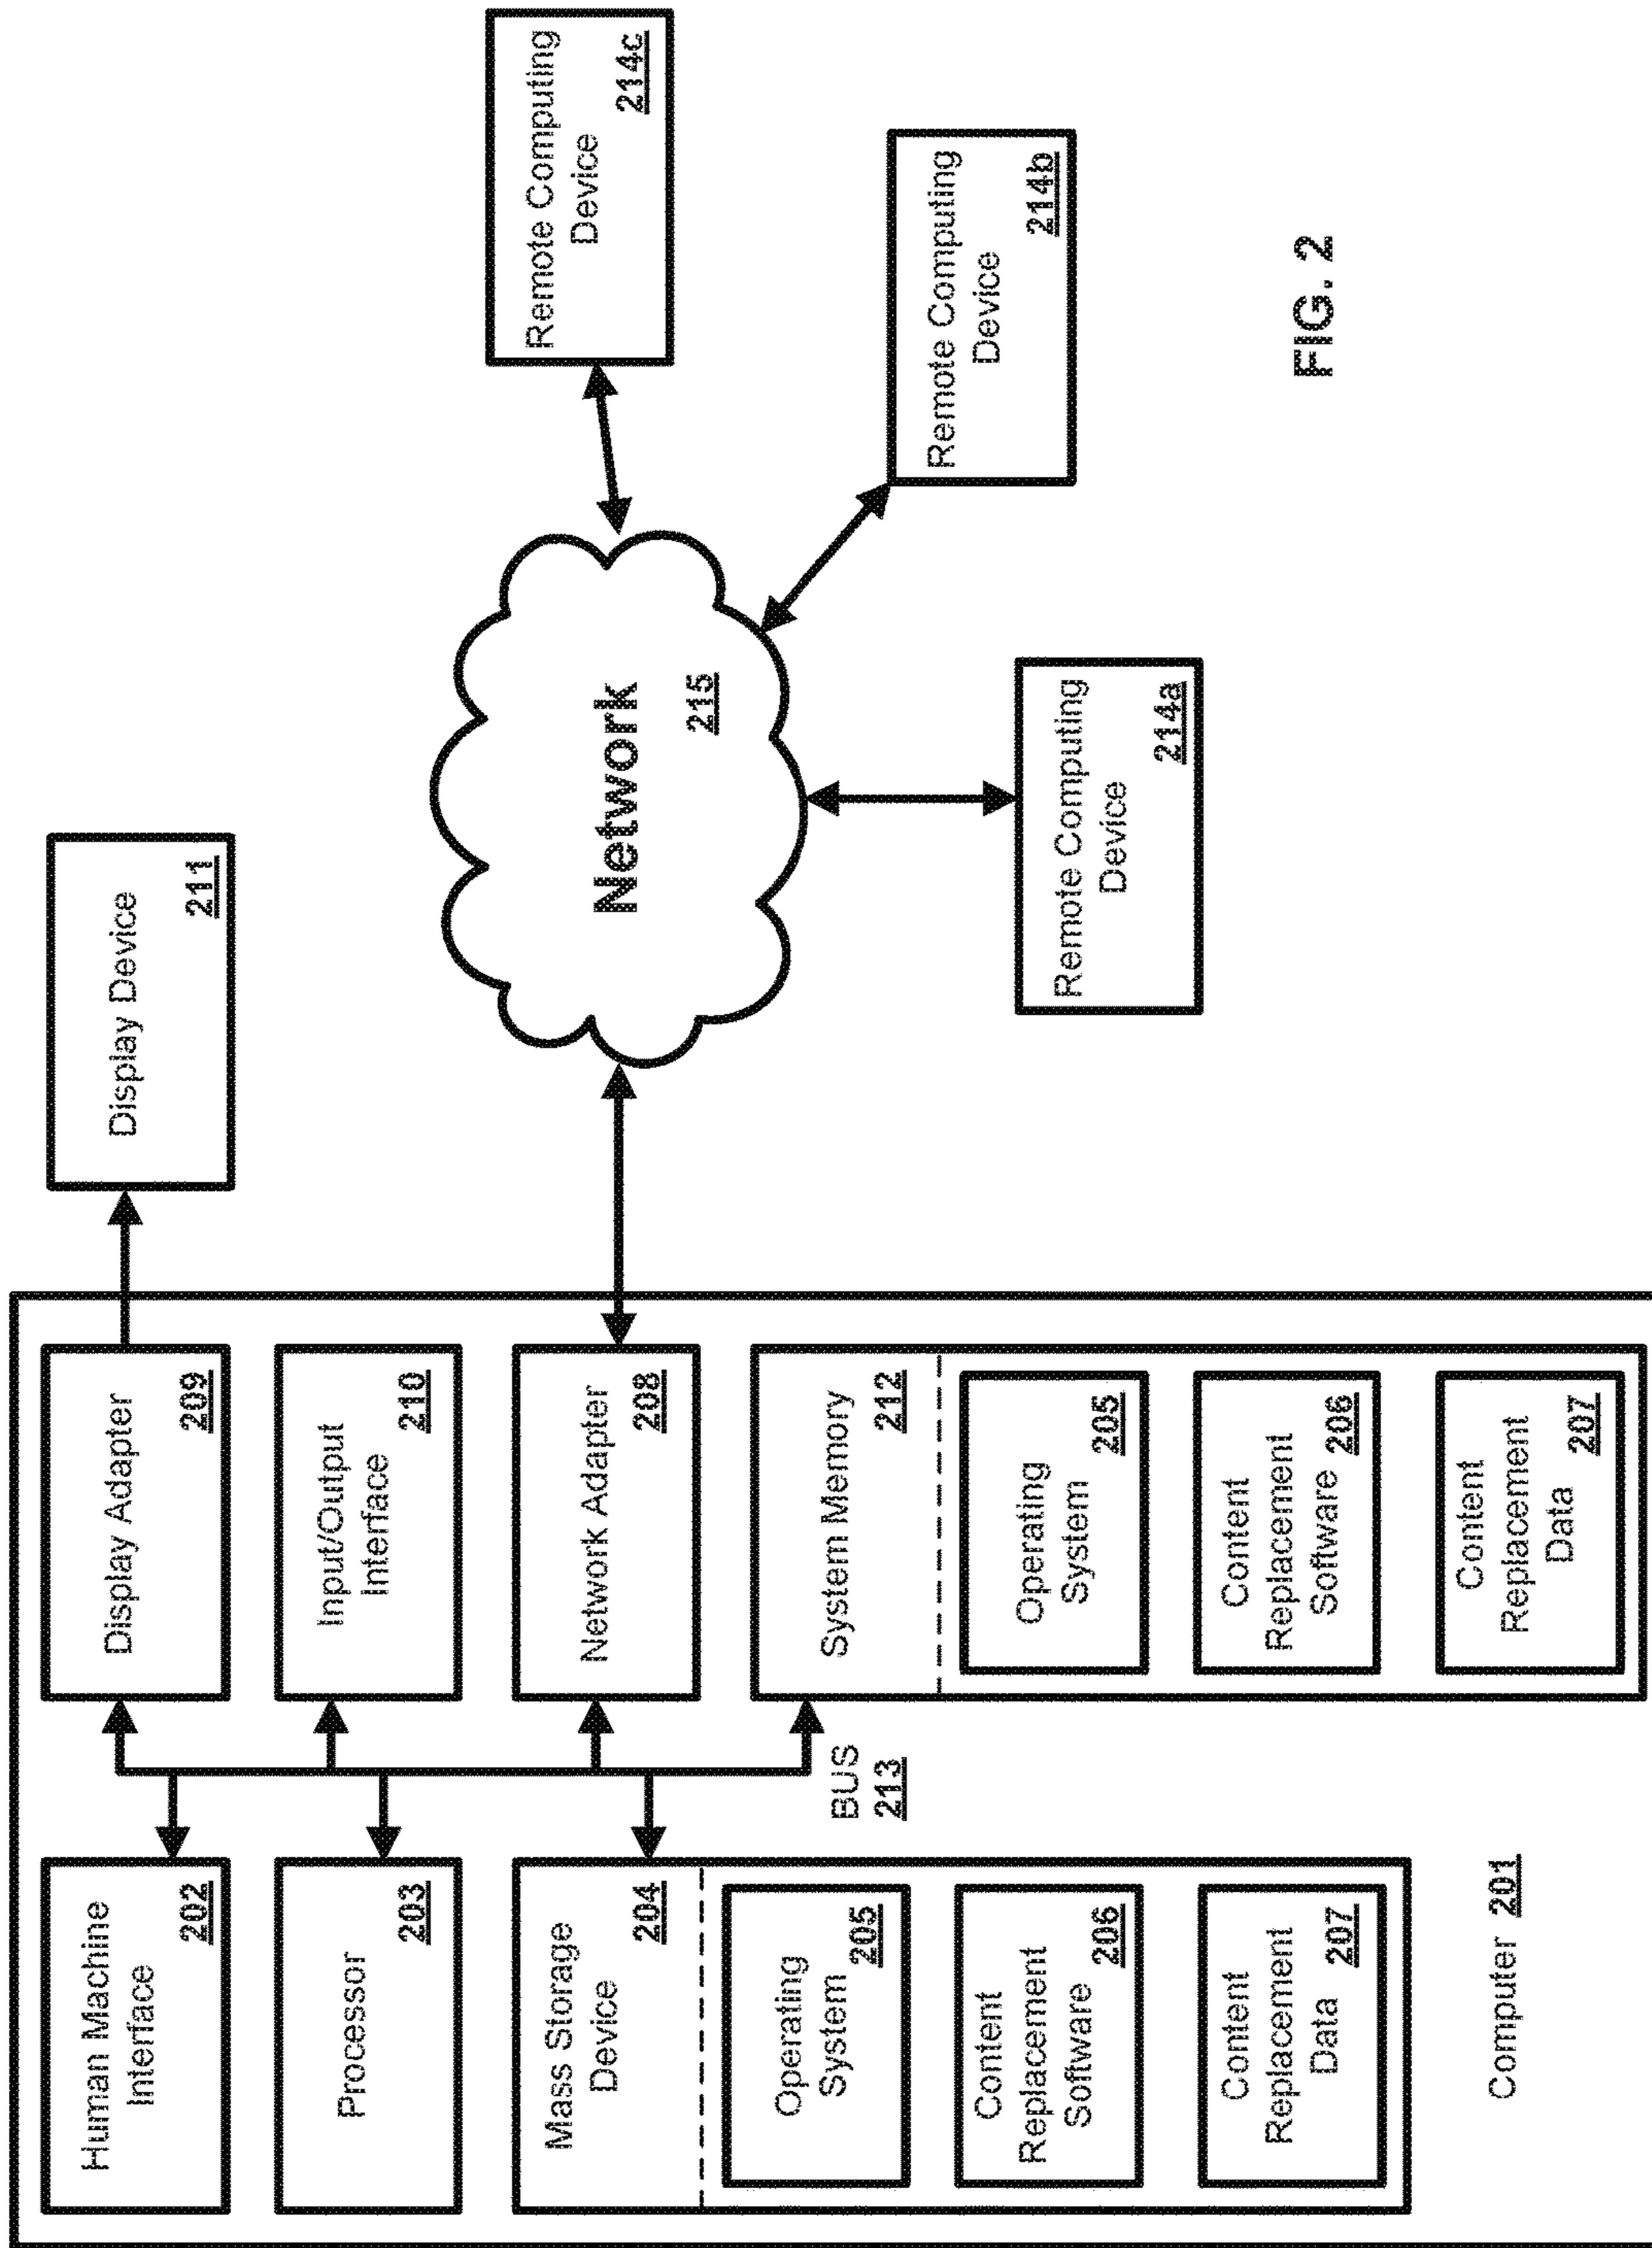 Human Machine
Interface
202
Processor
203
Mass Storage
Device
204
Operating
System
205
Content
Replacement
Software
206
Content
Replacement
Data
207
Computer 201
BUS
213
Display Adapter
209
Input/Output
Interface
210
Network Adapter
208
System Memory
212
Operating
System
205
Content
Replacement
Software 206
Content
Replacement
Data
207
Display Device
211
Network
215
Remote Computing
Device
214a
Remote Computing
Device
214b
Remote Computing
Device
214c
FIG. 2